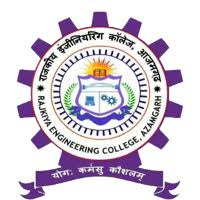 राजकीय इंजीनियरिंग कॉलेज, आजमगढ़
RAJKIYA ENGINEERING COLLEGE, AZAMGARH
योगः कर्मसु कौशलम